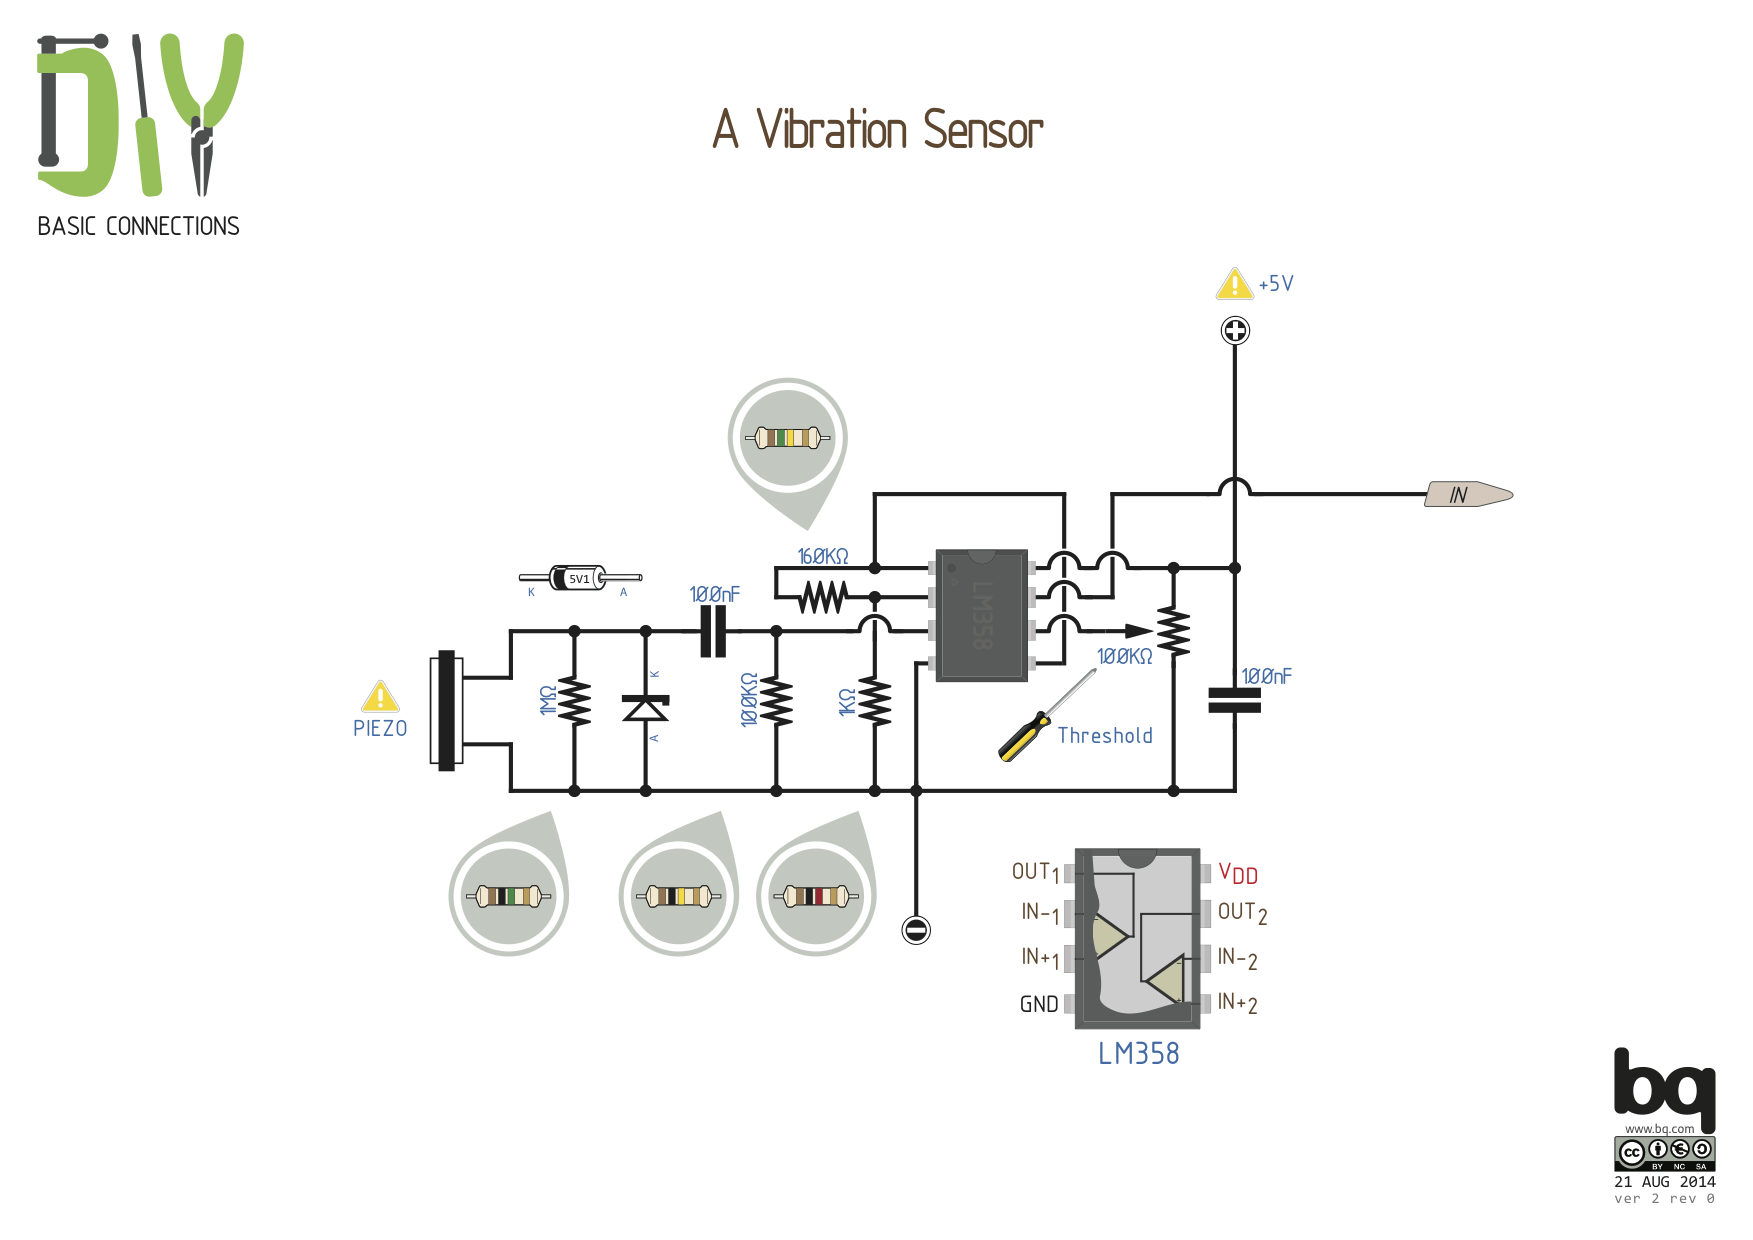 DIY
BASIC CONNECTIONS
A Vibration Sensor
+5V
IN
160KΩ
5V1
K
A
100nF
LM358
100KΩ
100nF
PIEZO
1MΩ
K
A
100KΩ
1KΩ
Threshold
OUT1
IN-1
IN+1
GND
VDD
OUT2
IN-2
IN+2
LM358
bq
www.bq.com
cc
BY NC SA
21 AUG 2014
ver 2 rev 0